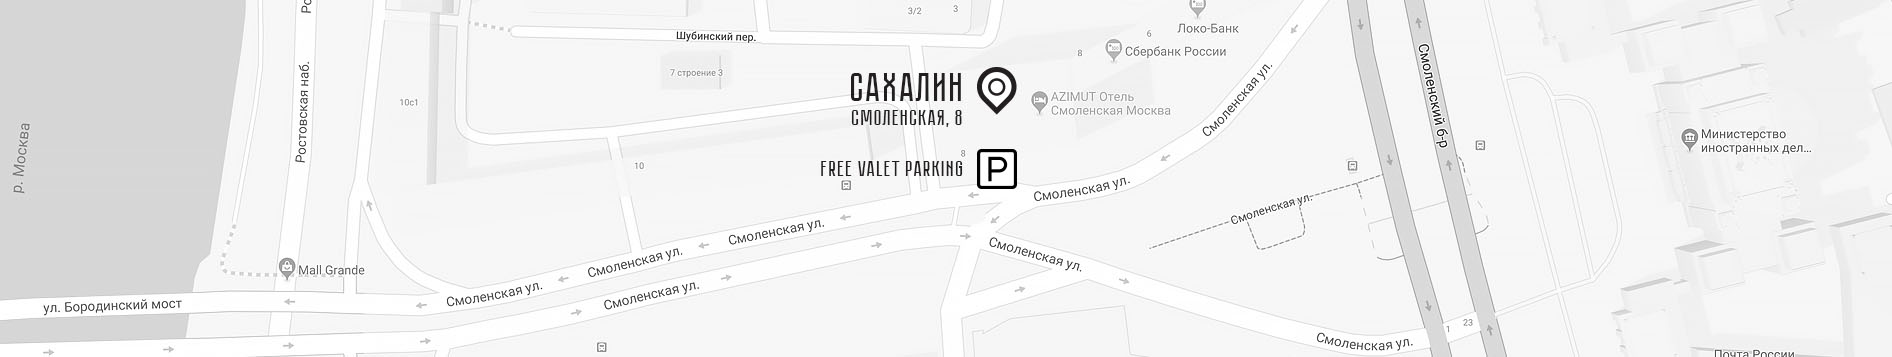 Ро
3/2
3
Локо-Банк
Шубинский пер.
6
8
Сбербанк России
Смоленский б-р
7 строение 3
САХАЛИН
СМОЛЕНСКАЯ, 8
AZIMUT Отель
Смоленская Москва
10с1
Ростовская наб.
Смоленская ул.
р. Москва
Министерство
иностранных дел...
8
10
FREE VALET PARKING
P
Смоленская ул.
Смоленская ул.
Смоленская ул.
Смоленская ул.
Смоленская ул.
Mall Grande
Смоленская ул.
Смоленская ул.
ул. Бородинский мост
1
23
Смоленская ул.
Почта России